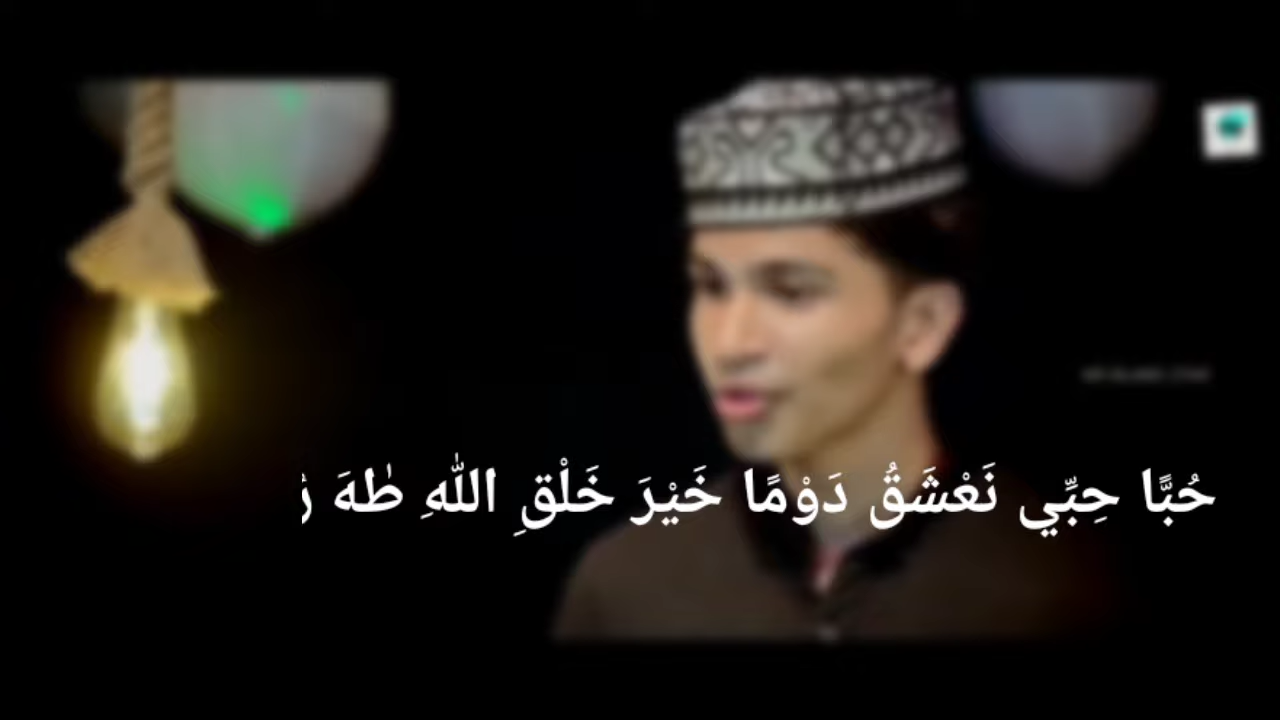 حُبًّا حِبِّي نَعْشَقُ دَوْمًا خَيْرَ خَلْقِ اللّٰهِ طٰهَ